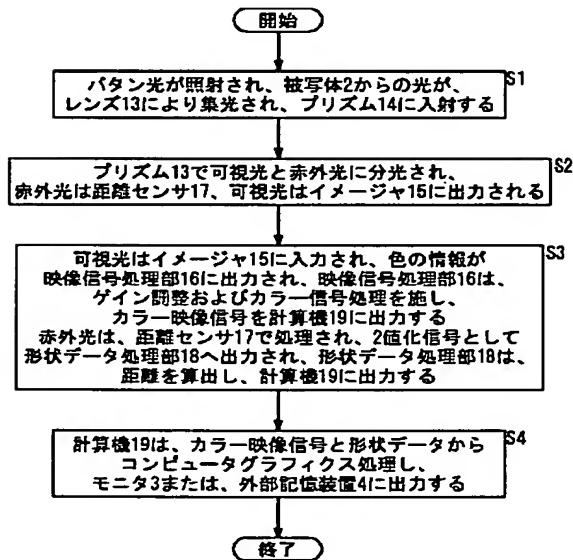 開始
S1
パタン光が照射され、被写体2からの光が、
レンズ13により集光され、プリズム14に入射する
S2
プリズム13で可視光と赤外光に分光され、
赤外光は距離センサ17、可視光はイメージャ15に出力される
S3
可視光はイメージャ15に入力され、色の情報が
映像信号処理部16に出力され、映像信号処理部16は、
ゲイン調整およびカラー信号処理を施し、
カラー映像信号を計算機19に出力する
赤外光は、距離センサ17で処理され、2値化信号として
形状データ処理部18へ出力され、形状データ処理部18は、
距離を算出し、計算機19に出力する
S4
計算機19は、カラー映像信号と形状データから
コンピュータグラフィクス処理し、
モニタ3または、外部記憶装置4に出力する
終了